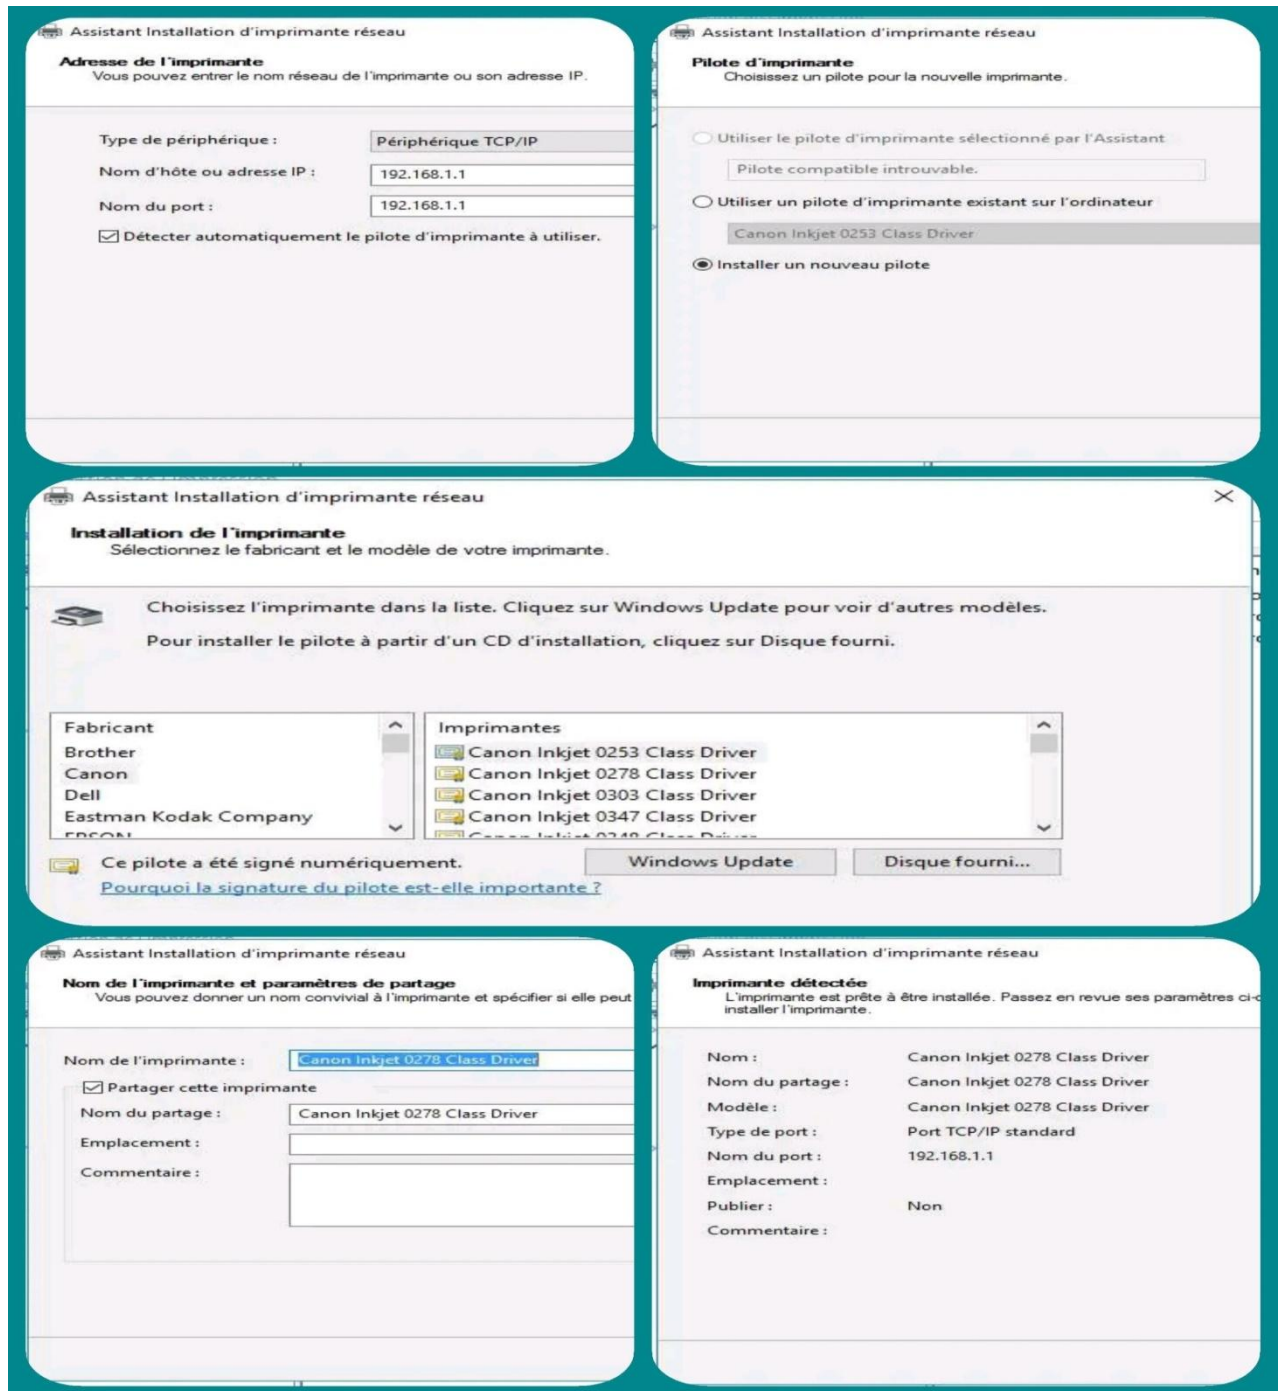 Assistant Installation d'imprimante réseau
Adresse de l'imprimante
Vous pouvez entrer le nom réseau de l'imprimante ou son adresse IP.
Type de périphérique :
Périphérique TCP/IP
Nom d'hôte ou adresse IP :
192.168.1.1
Nom du port :
192.168.1.1
Détecter automatiquement le pilote d'imprimante à utiliser.
Assistant Installation d'imprimante réseau
Pilote d'imprimante
Choisissez un pilote pour la nouvelle imprimante.
Utiliser le pilote d'imprimante sélectionné par l'Assistant
Pilote compatible introuvable.
Utiliser un pilote d'imprimante existant sur l'ordinateur
Canon Inkjet 0253 Class Driver
Installer un nouveau pilote
Assistant Installation d'imprimante réseau
Installation de l'imprimante
Sélectionnez le fabricant et le modèle de votre imprimante.
Choisissez l'imprimante dans la liste. Cliquez sur Windows Update pour voir d'autres modèles.
Pour installer le pilote à partir d'un CD d'installation, cliquez sur Disque fourni.
Fabricant
Brother
Canon
Dell
Eastman Kodak Company
EPSON
Imprimantes
Canon Inkjet 0253 Class Driver
Canon Inkjet 0278 Class Driver
Canon Inkjet 0303 Class Driver
Canon Inkjet 0347 Class Driver
Canon Inkjet 0348 Class Driver
Ce pilote a été signé numériquement.
Windows Update
Disque fourni...
Pourquoi la signature du pilote est-elle importante ?
Assistant Installation d'imprimante réseau
Nom de l'imprimante et paramètres de partage
Vous pouvez donner un nom convivial à l'imprimante et spécifier si elle peut
Nom de l'imprimante :
Canon Inkjet 0278 Class Driver
Partager cette imprimante
Nom du partage :
Canon Inkjet 0278 Class Driver
Emplacement :
Commentaire :
Assistant Installation d'imprimante réseau
Imprimante détectée
L'imprimante est prête à être installée. Passez en revue ses paramètres
installer l'imprimante.
Nom :
Canon Inkjet 0278 Class Driver
Nom du partage :
Canon Inkjet 0278 Class Driver
Modèle :
Canon Inkjet 0278 Class Driver
Type de port :
Port TCP/IP standard
Nom du port :
192.168.1.1
Emplacement :
Publier :
Non
Commentaire :